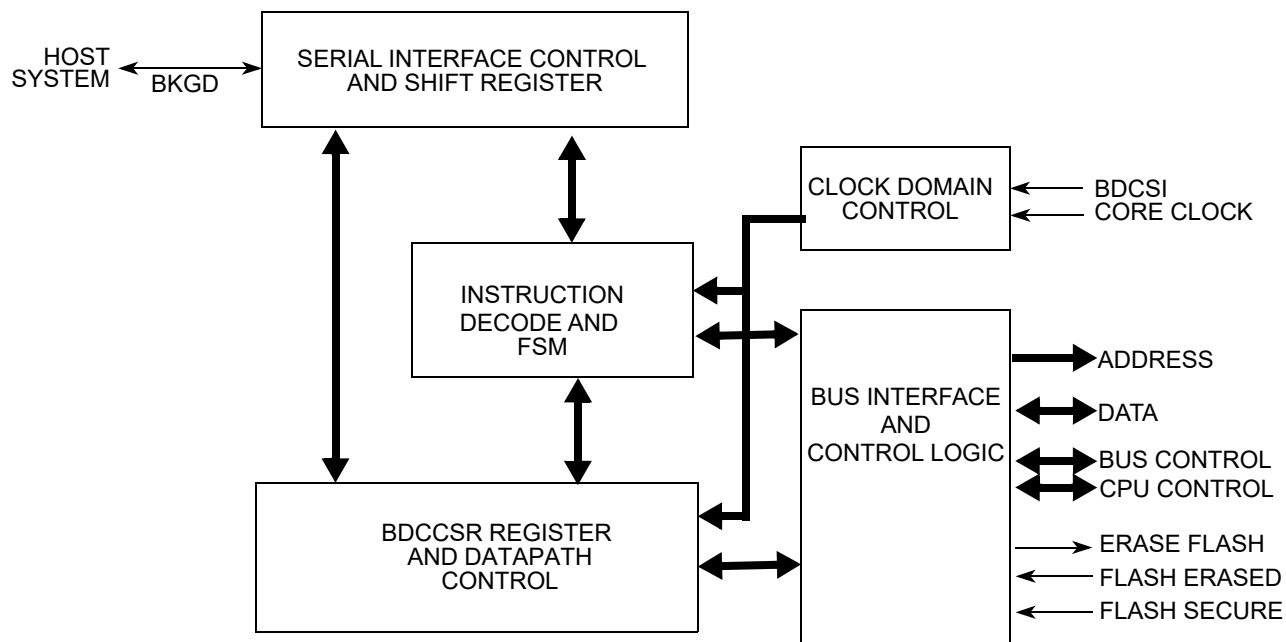 HOST
SYSTEM
BKGD
SERIAL INTERFACE CONTROL
AND SHIFT REGISTER
CLOCK DOMAIN
CONTROL
BDCSI
CORE CLOCK
INSTRUCTION
DECODE AND
FSM
BUS INTERFACE
AND
CONTROL LOGIC
ADDRESS
DATA
BUS CONTROL
CPU CONTROL
ERASE FLASH
FLASH ERASED
FLASH SECURE
BDCCSR REGISTER
AND DATAPATH
CONTROL